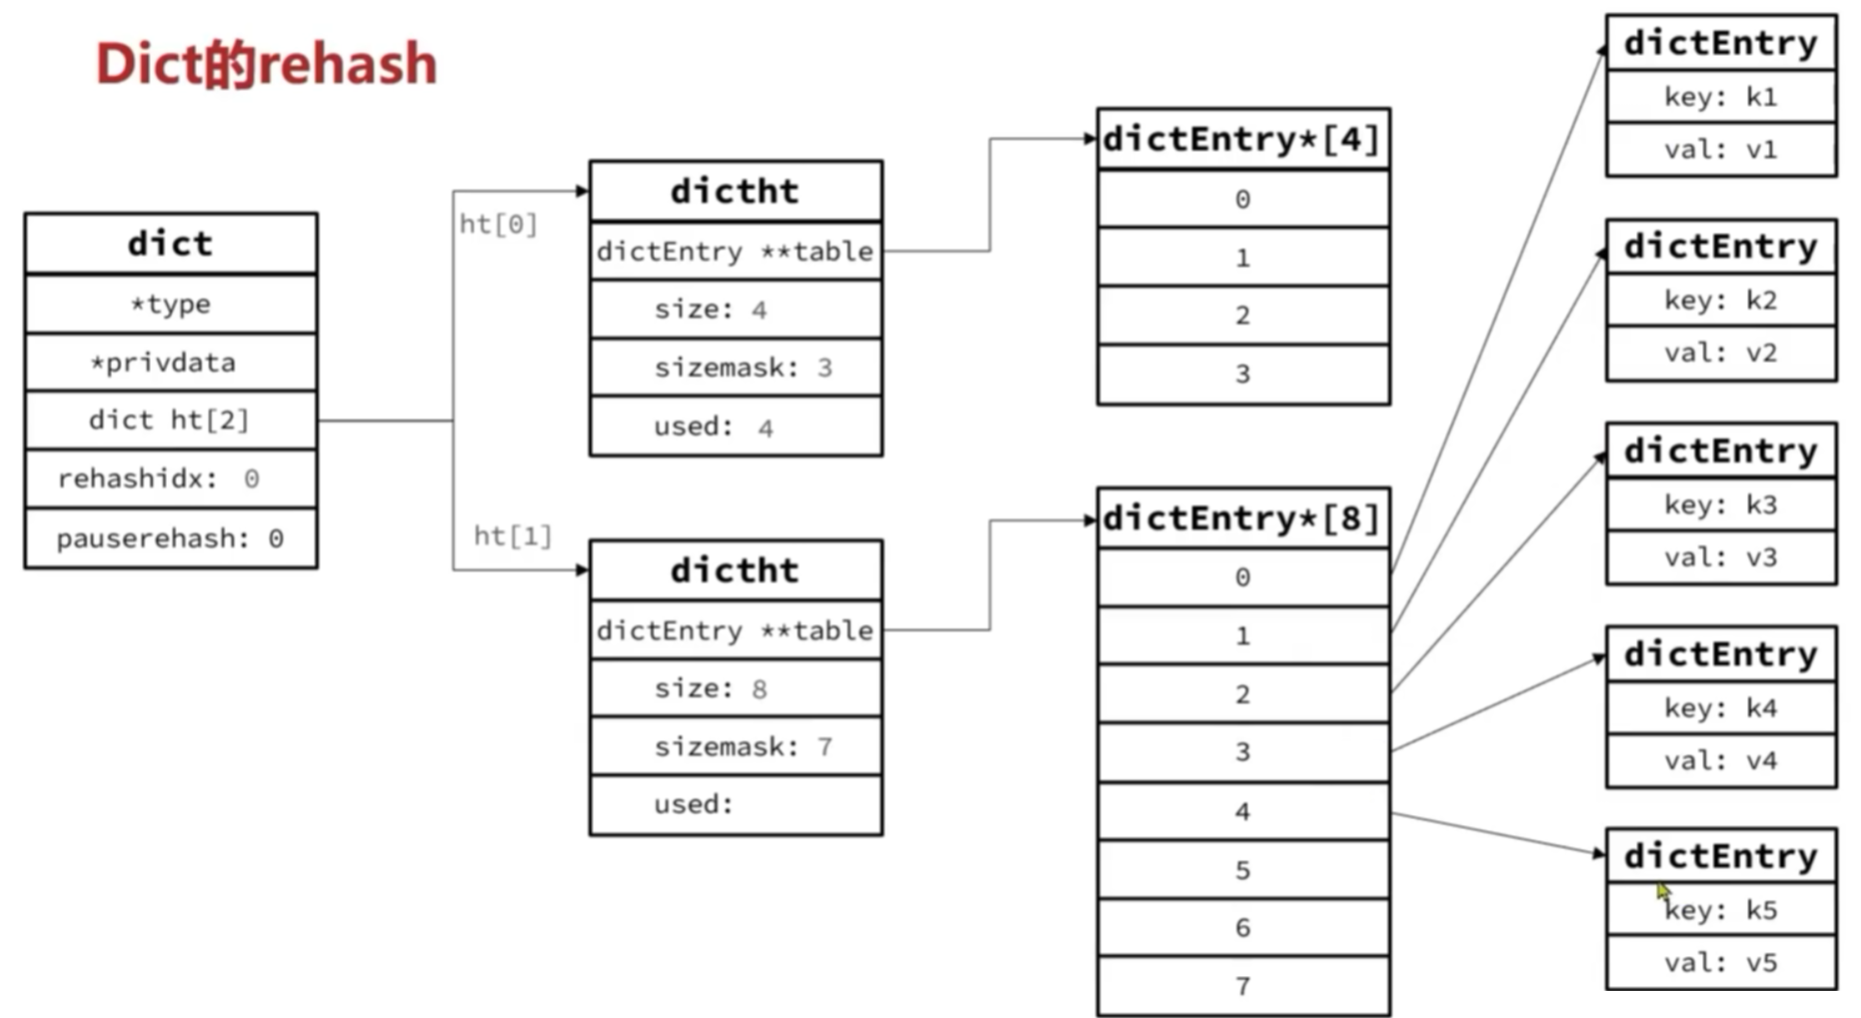 Dict的rehash
dict
*type
*privdata
dict ht[2]
rehashidx: 0
pauserehash: 0
ht[0]
ht[1]
dictht
dictEntry **table
size: 4
sizemask: 3
used: 4
dictht
dictEntry **table
size: 8
sizemask: 7
used:
dictEntry*[4]
0
1
2
3
dictEntry*[8]
0
1
2
3
4
5
6
7
dictEntry
key: k1
val: v1
dictEntry
key: k2
val: v2
dictEntry
key: k3
val: v3
dictEntry
key: k4
val: v4
dictEntry
key: k5
val: v5